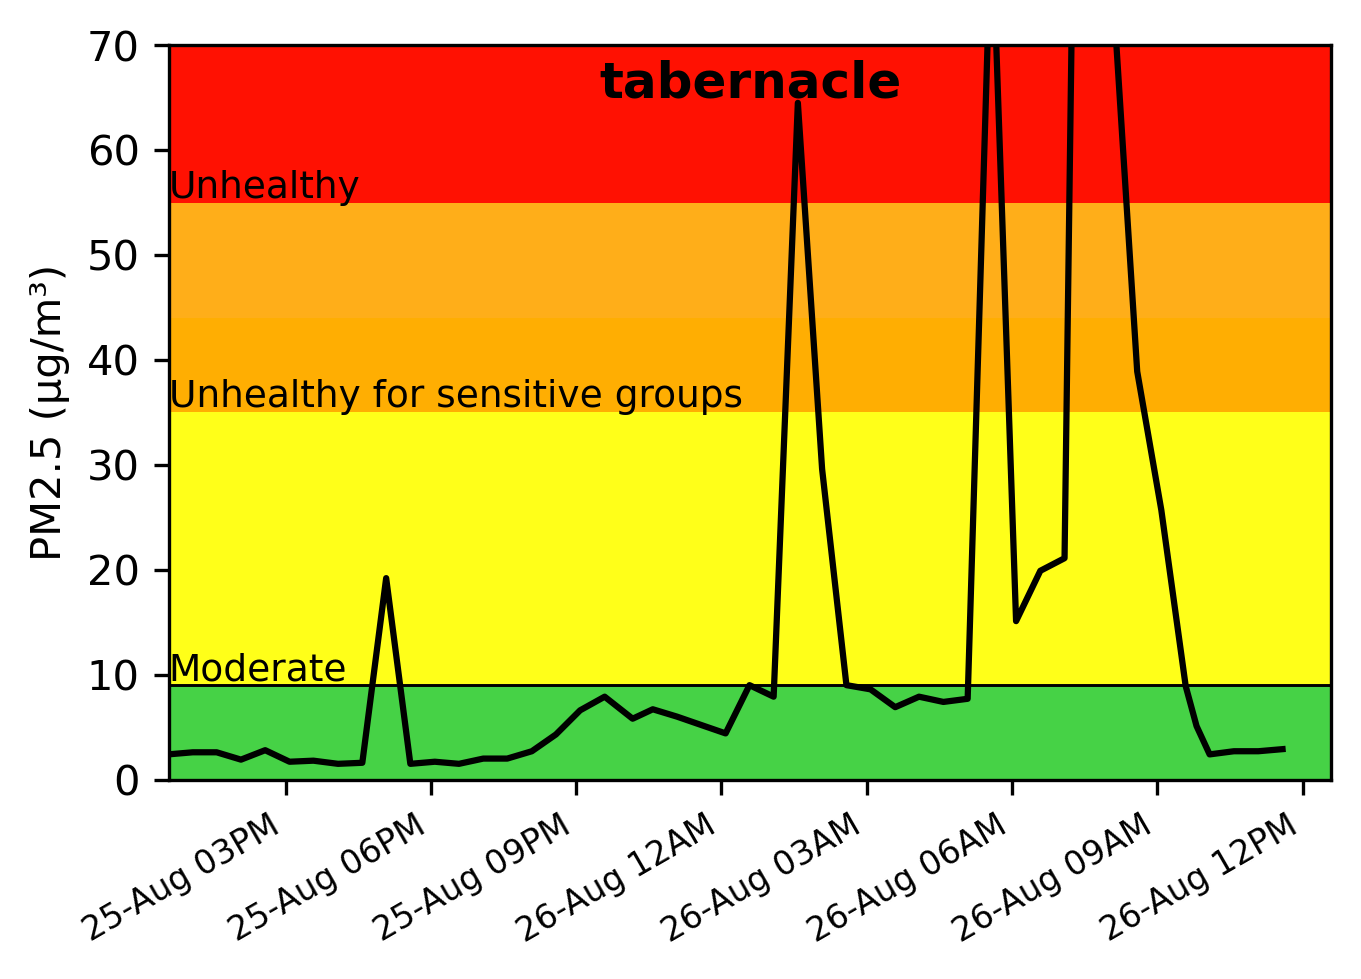 tabernacle
PM2.5 (µg/m³)
70
60
50
40
30
20
10
0
Unhealthy
Unhealthy for sensitive groups
Moderate
25-Aug 03PM
25-Aug 06PM
25-Aug 09PM
26-Aug 12AM
26-Aug 03AM
26-Aug 06AM
26-Aug 09AM
26-Aug 12PM